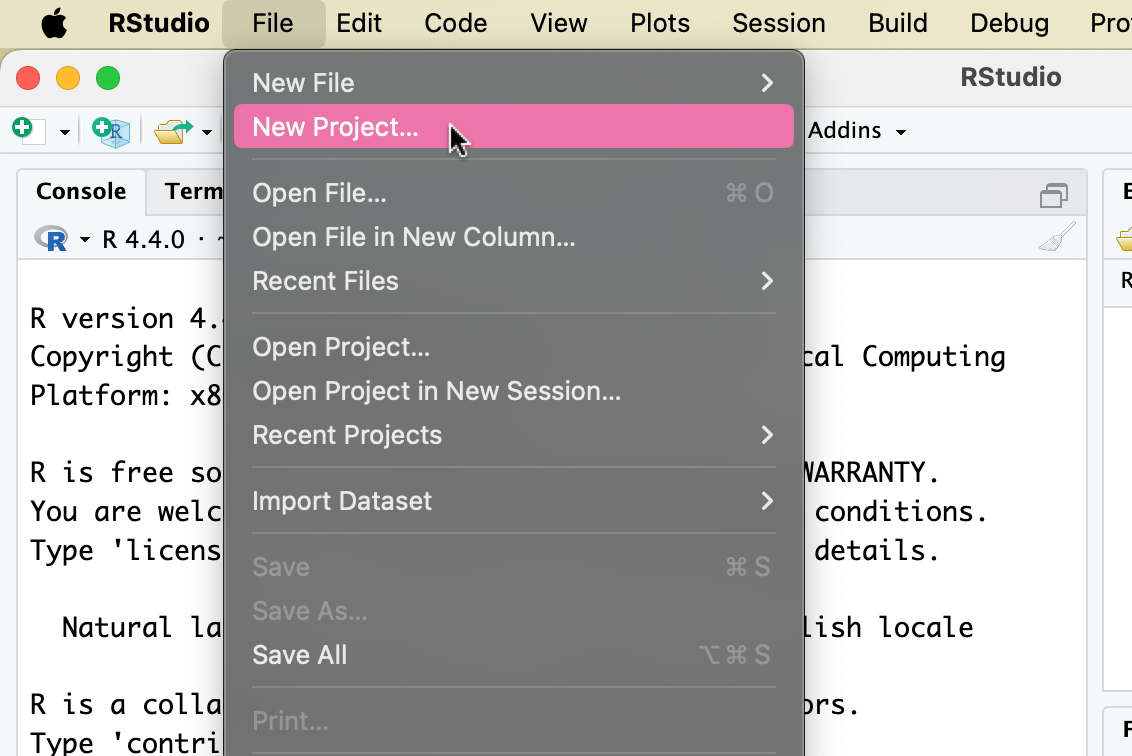 RStudio File Edit Code View Plots Session Build Debug
RStudio
New File
New Project...
Addins
Open File... ⌘ O
Console
Open File in New Column...
R 4.4.0 ·
Recent Files
R version 4.
Open Project...
Copyright (C cal Computing
Open Project in New Session...
Platform: x8
Recent Projects
R is free so WARRANTY.
Import Dataset
You are welc conditions.
Type 'licens details.
Save ⌘ S
Save As...
Natural la lish locale
Save All ⌥ ⌘ S
R is a colla ors.
Print...
Type 'contri